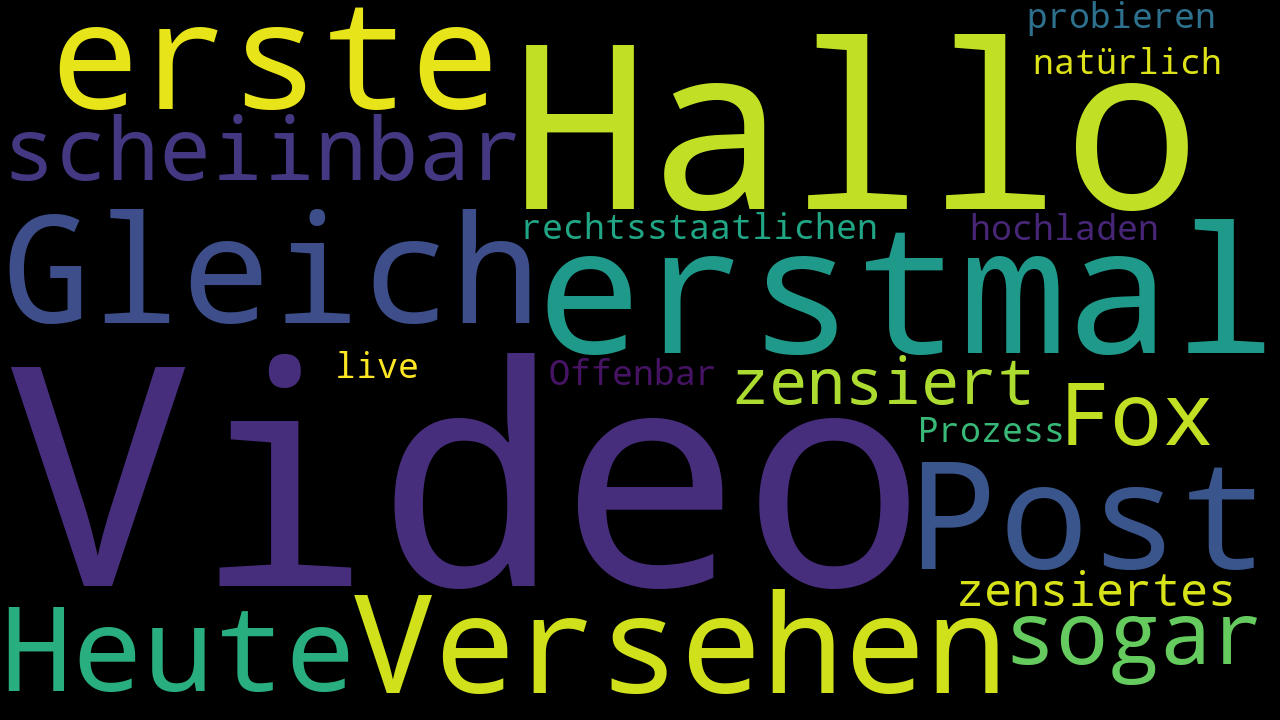 erste
Hallo
probieren
natürlich
scheiinbar
Gleich
rechtsstaatlichen
hochladen
erstmal
Video
live
Offenbar
zensiert
Fox
Prozess
Post
zensiertes
Heute
Versehen
sogar